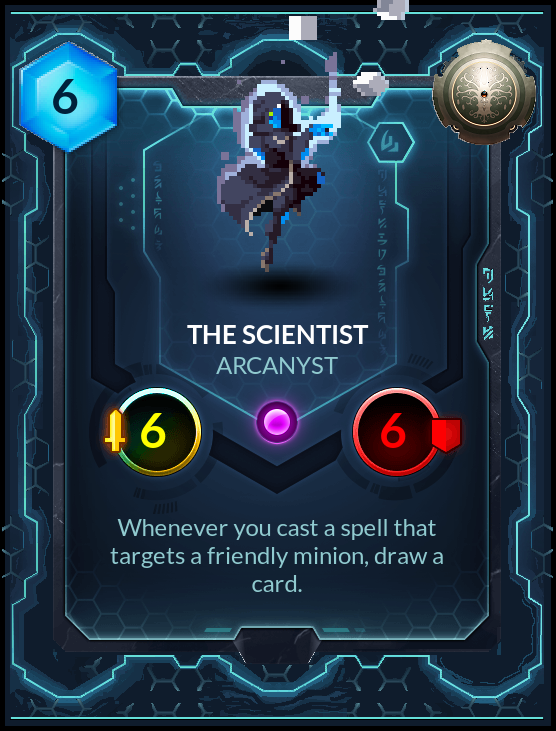 6
THE SCIENTIST
ARCANYST
6 6
Whenever you cast a spell that
targets a friendly minion, draw a
card.